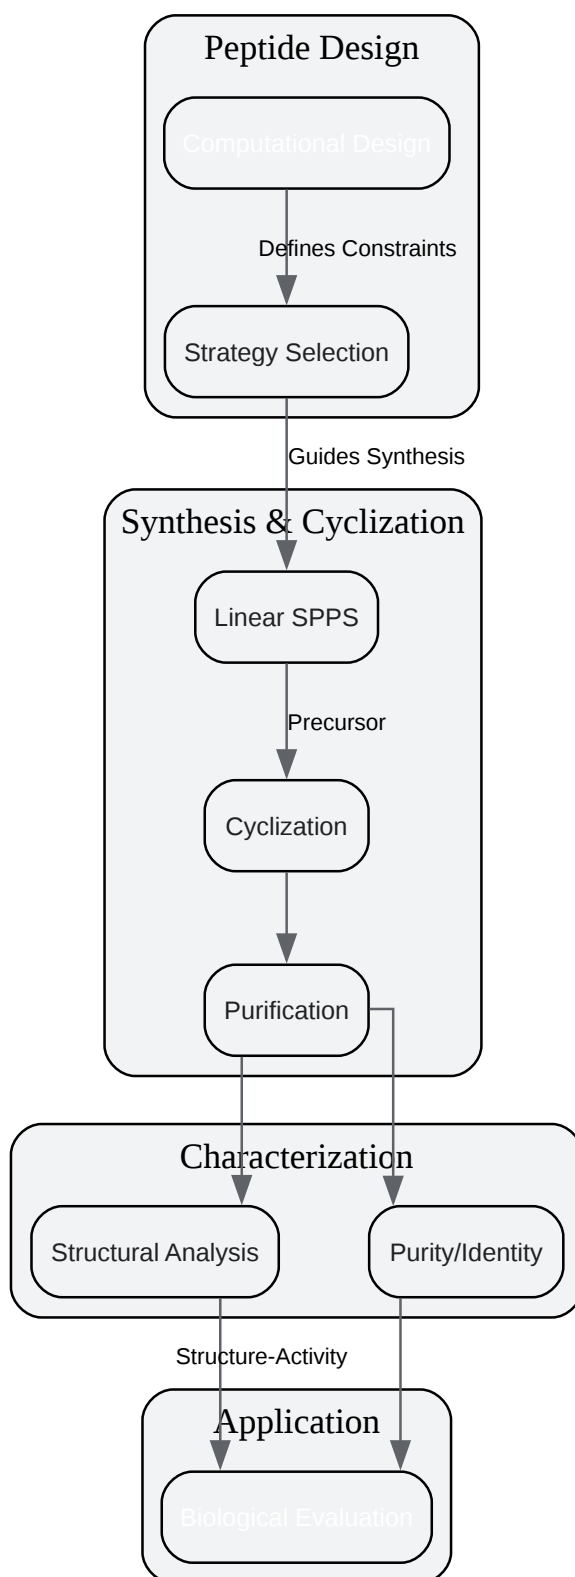 Peptide Design
Computational Design
Defines Constraints
Strategy Selection
Guides Synthesis
Synthesis & Cyclization
Linear SPPS
Precursor
Cyclization
Purification
Characterization
Structural Analysis
Purity/Identity
Structure-Activity
Application
Biological Evaluation